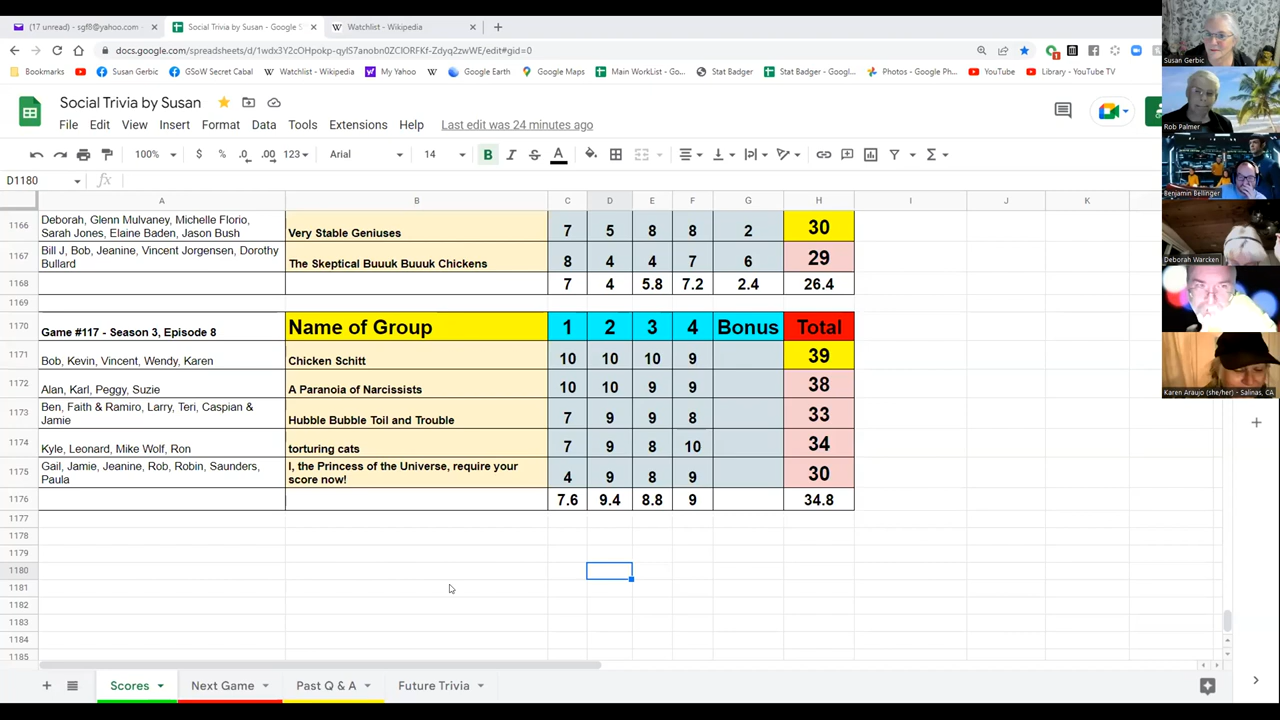 (17 unread) - sgf8@yahoo.com
Social Trivia by Susan - Google S
Watchlist - Wikipedia
docs.google.com/spreadsheets/d/1wdx3Y2cOHpokp-qyIS7anobn0ZClORFKf-Zdyq2zwWE/edit#gid=0
Bookmarks Susan Gerbic GSoW Secret Cabal Watchlist - Wikipedia My Yahoo Google Earth Google Maps Main WorkList - Go... Stat Badger Stat Badger - Googl... Photos - Google Ph... YouTube Library - YouTube TV
Social Trivia by Susan
File Edit View Insert Format Data Tools Extensions Help Last edit was 24 minutes ago
100% $ % .0 .00 123 Arial 14 B I S A
D1180 fx
A B C D E F G H I J K
1166 Deborah, Glenn Mulvaney, Michelle Florio, Sarah Jones, Elaine Baden, Jason Bush Very Stable Geniuses 7 5 8 8 2 30
1167 Bill J, Bob, Jeanine, Vincent Jorgensen, Dorothy Bullard The Skeptical Buuuk Buuuk Chickens 8 4 4 7 6 29
1168 7 4 5.8 7.2 2.4 26.4
1169
1170 Game #117 - Season 3, Episode 8 Name of Group 1 2 3 4 Bonus Total
1171 Bob, Kevin, Vincent, Wendy, Karen Chicken Schitt 10 10 10 9 39
1172 Alan, Karl, Peggy, Suzie A Paranoia of Narcissists 10 10 9 9 38
1173 Ben, Faith & Ramiro, Larry, Teri, Caspian & Jamie Hubble Bubble Toil and Trouble 7 9 9 8 33
1174 Kyle, Leonard, Mike Wolf, Ron torturing cats 7 9 8 10 34
1175 Gail, Jamie, Jeanine, Rob, Robin, Saunders, Paula I, the Princess of the Universe, require your score now! 4 9 8 9 30
1176 7.6 9.4 8.8 9 34.8
1177
1178
1179
1180
1181
1182
1183
1184
1185
Scores Next Game Past Q & A Future Trivia
Susan Gerbic
Rob Palmer
Benjamin Bellinger
Deborah Warcken
Karen Araujo (she/her) - Salinas, CA